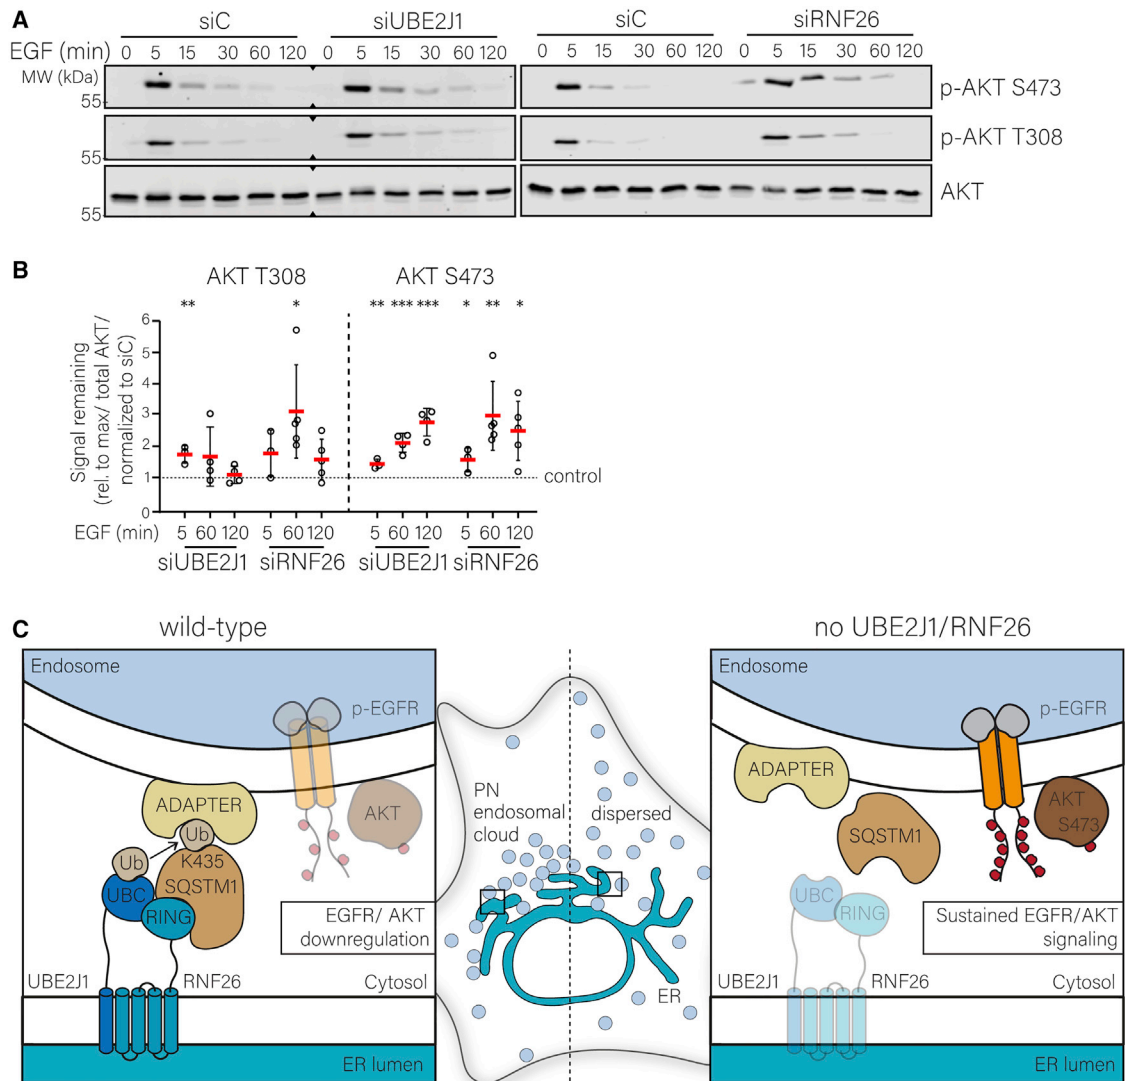 A
siC
siUBE2J1
siC
siRNF26
EGF (min) 0 5 15 30 60 120 0 5 15 30 60 120 0 5 15 30 60 120 0 5 15 30 60 120
MW (kDa)
55
p-AKT S473
55
p-AKT T308
55
AKT
B
AKT T308
AKT S473
** * ** *** *** * ** *
Signal remaining
(rel. to max/ total AKT/
normalized to siC)
6
5
4
3
2
1
0
control
EGF (min) 5 60 120 5 60 120 5 60 120 5 60 120
siUBE2J1 siRNF26 siUBE2J1 siRNF26
C
wild-type
no UBE2J1/RNF26
Endosome
p-EGFR
ADAPTER
AKT
Ub
Ub
K435
SQSTM1
UBC
RING
EGFR/ AKT
downregulation
UBE2J1
RNF26
Cytosol
ER lumen
PN
endosomal
cloud
dispersed
ER
Endosome
p-EGFR
ADAPTER
AKT
S473
SQSTM1
UBC
RING
Sustained EGFR/AKT
signaling
UBE2J1
RNF26
Cytosol
ER lumen